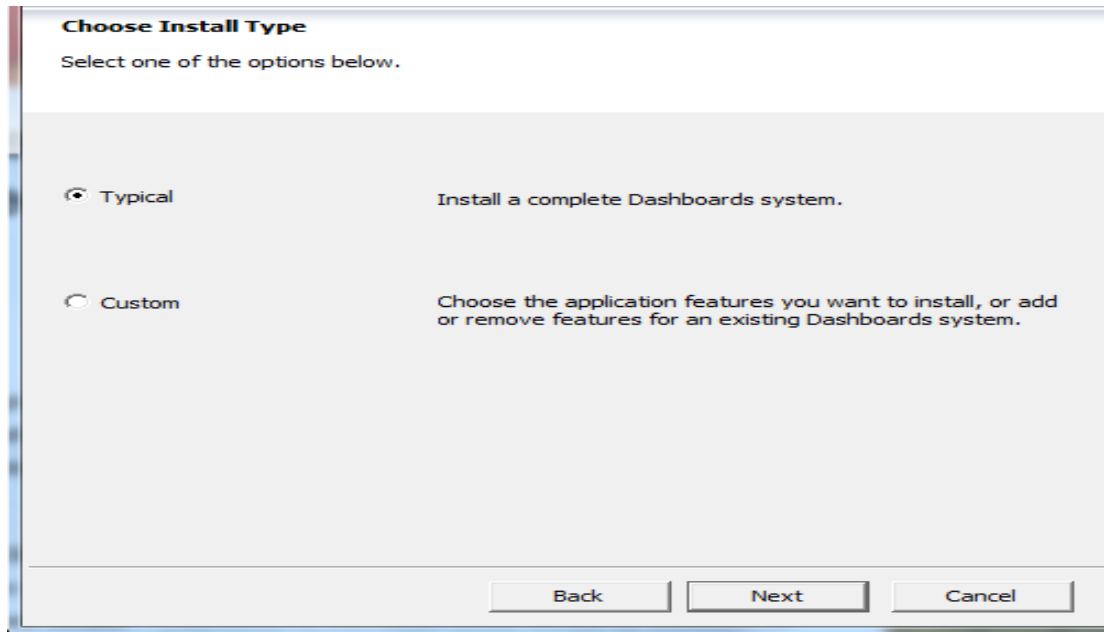 Choose Install Type
Select one of the options below.
Typical
Install a complete Dashboards system.
Custom
Choose the application features you want to install, or add
or remove features for an existing Dashboards system.
Back
Next
Cancel